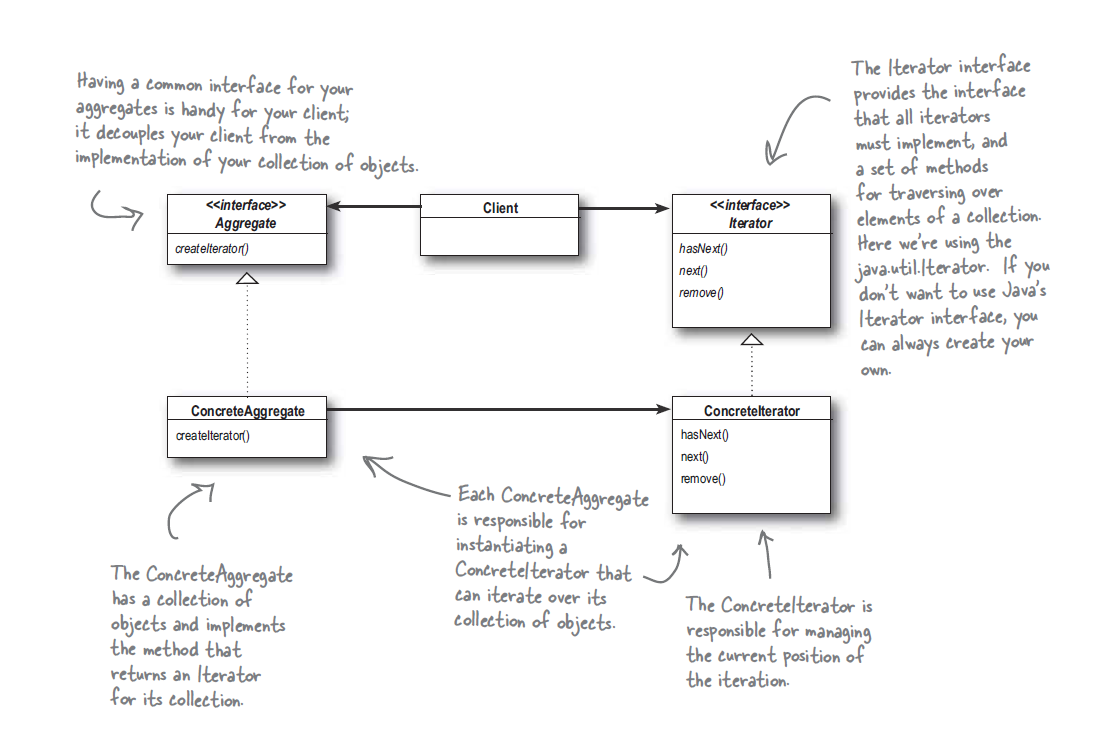 Having a common interface for your
aggregates is handy for your client;
it decouples your client from the
implementation of your collection of objects.
The Iterator interface
provides the interface
that all iterators
must implement, and
a set of methods
for traversing over
elements of a collection.
Here we're using the
java.util.Iterator. If you
don't want to use Java's
Iterator interface, you
can always create your
own.
<<interface>>
Aggregate
createIterator()
Client
<<interface>>
Iterator
hasNext()
next()
remove()
ConcreteAggregate
createIterator()
ConcreteIterator
hasNext()
next()
remove()
The ConcreteAggregate
has a collection of
objects and implements
the method that
returns an Iterator
for its collection.
Each ConcreteAggregate
is responsible for
instantiating a
ConcreteIterator that
can iterate over its
collection of objects.
The ConcreteIterator is
responsible for managing
the current position of
the iteration.